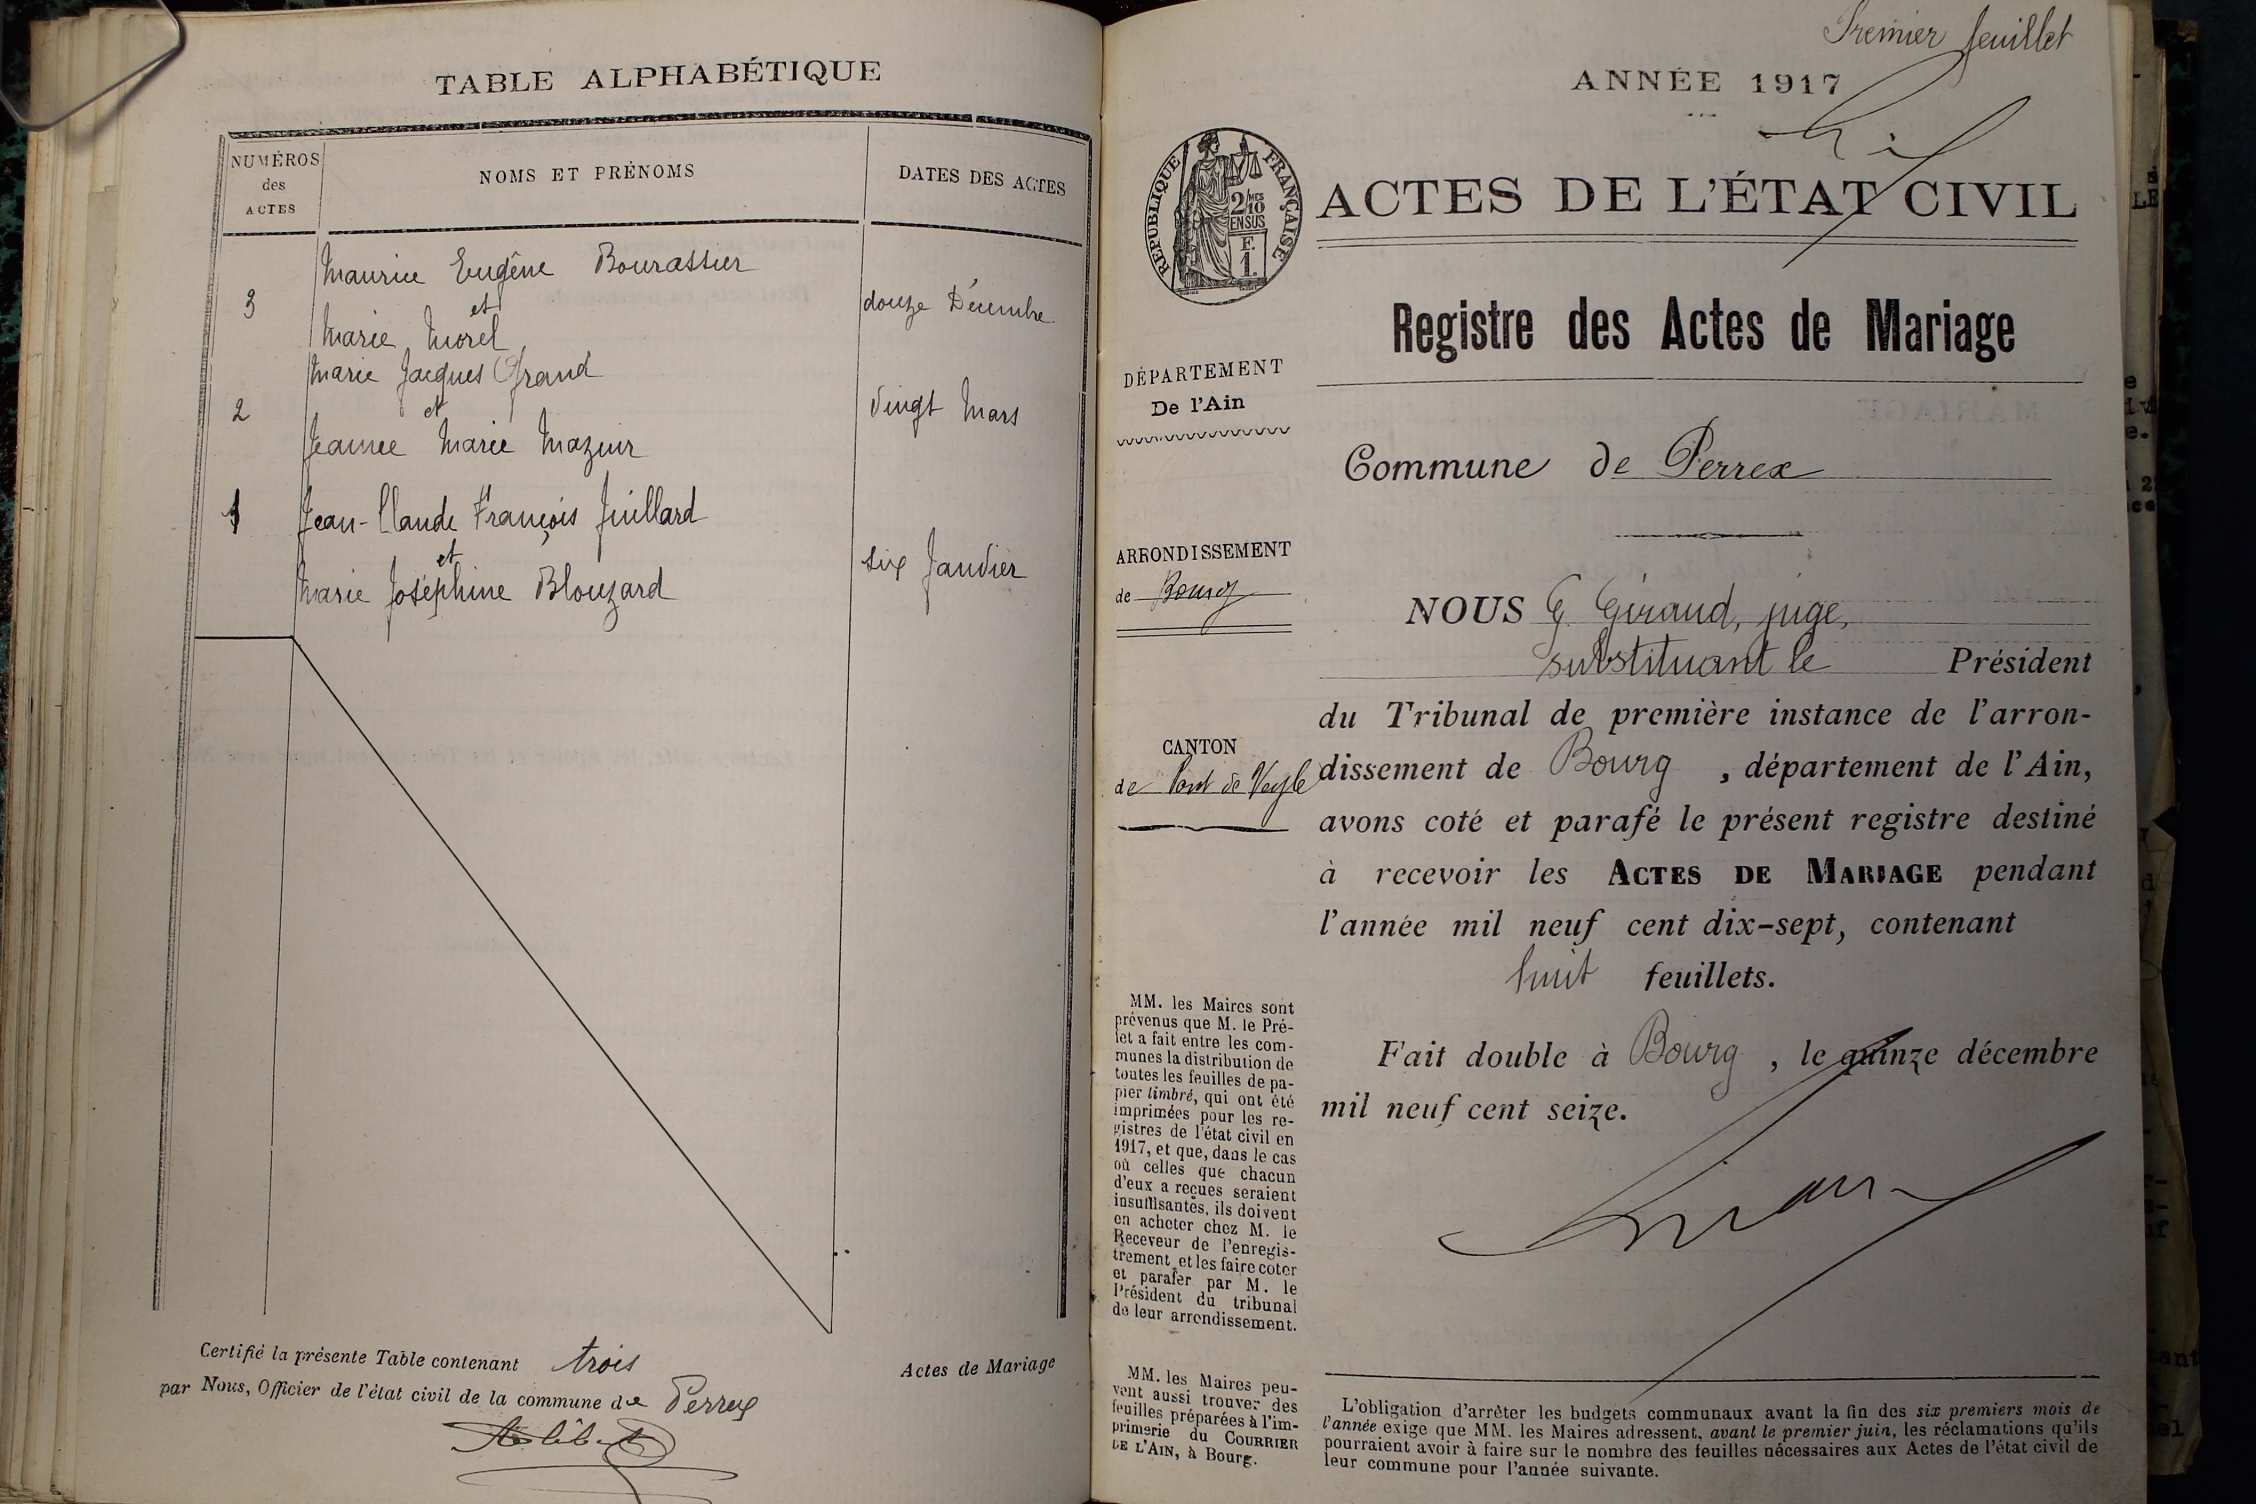 TABLE ALPHABÉTIQUE
NUMÉROS
des
ACTES
NOMS ET PRÉNOMS
DATES DES ACTES
Maurice Eugêne Bourassier
et
3
douze Décembre
Marie Morel
Marie Jacques Grand
et
2
Vingt Mars
Jeanne Marie Mazuir
1
Jean-Claude François Juillard
et
six Janvier
Marie Joséphine Blouzard
Certifié la présente Table contenant trois Actes de Mariage
par Nous, Officier de l'état civil de la commune de Perrex
Premier feuillet
ANNÉE 1917
RÉPUBLIQUE FRANÇAISE
2/10 MES
EN SUS
F.
1.
ACTES DE L'ÉTAT CIVIL
Registre des Actes de Mariage
DÉPARTEMENT
De l'Ain
Commune de Perrex
ARRONDISSEMENT
de Bourg
CANTON
de Pont de Veyle
NOUS G. Giraud, juge,
substituant le Président
du Tribunal de première instance de l'arron-
dissement de Bourg, département de l'Ain,
avons coté et parafé le présent registre destiné
à recevoir les ACTES DE MARIAGE pendant
l'année mil neuf cent dix-sept, contenant
huit feuillets.
Fait double à Bourg, le quinze décembre
mil neuf cent seize.
MM. les Maires sont
prévenus que M. le Pré-
fet a fait entre les com-
munes la distribution de
toutes les feuilles de pa-
pier timbré, qui ont été
imprimées pour les re-
gistres de l'état civil en
1917, et que, dans le cas
où celles que chacun
d'eux a reçues seraient
insuffisantes, ils doivent
en acheter chez M. le
Receveur de l'enregis-
trement et les faire coter
et parafer par M. le
Président du tribunal
de leur arrondissement.
MM. les Maires peu-
vent aussi trouver des
feuilles préparées à l'im-
primerie du COURRIER
DE L'AIN, à Bourg.
L'obligation d'arrêter les budgets communaux avant la fin des six premiers mois de
l'année exige que MM. les Maires adressent, avant le premier juin, les réclamations qu'ils
pourraient avoir à faire sur le nombre des feuilles nécessaires aux Actes de l'état civil de
leur commune pour l'année suivante.